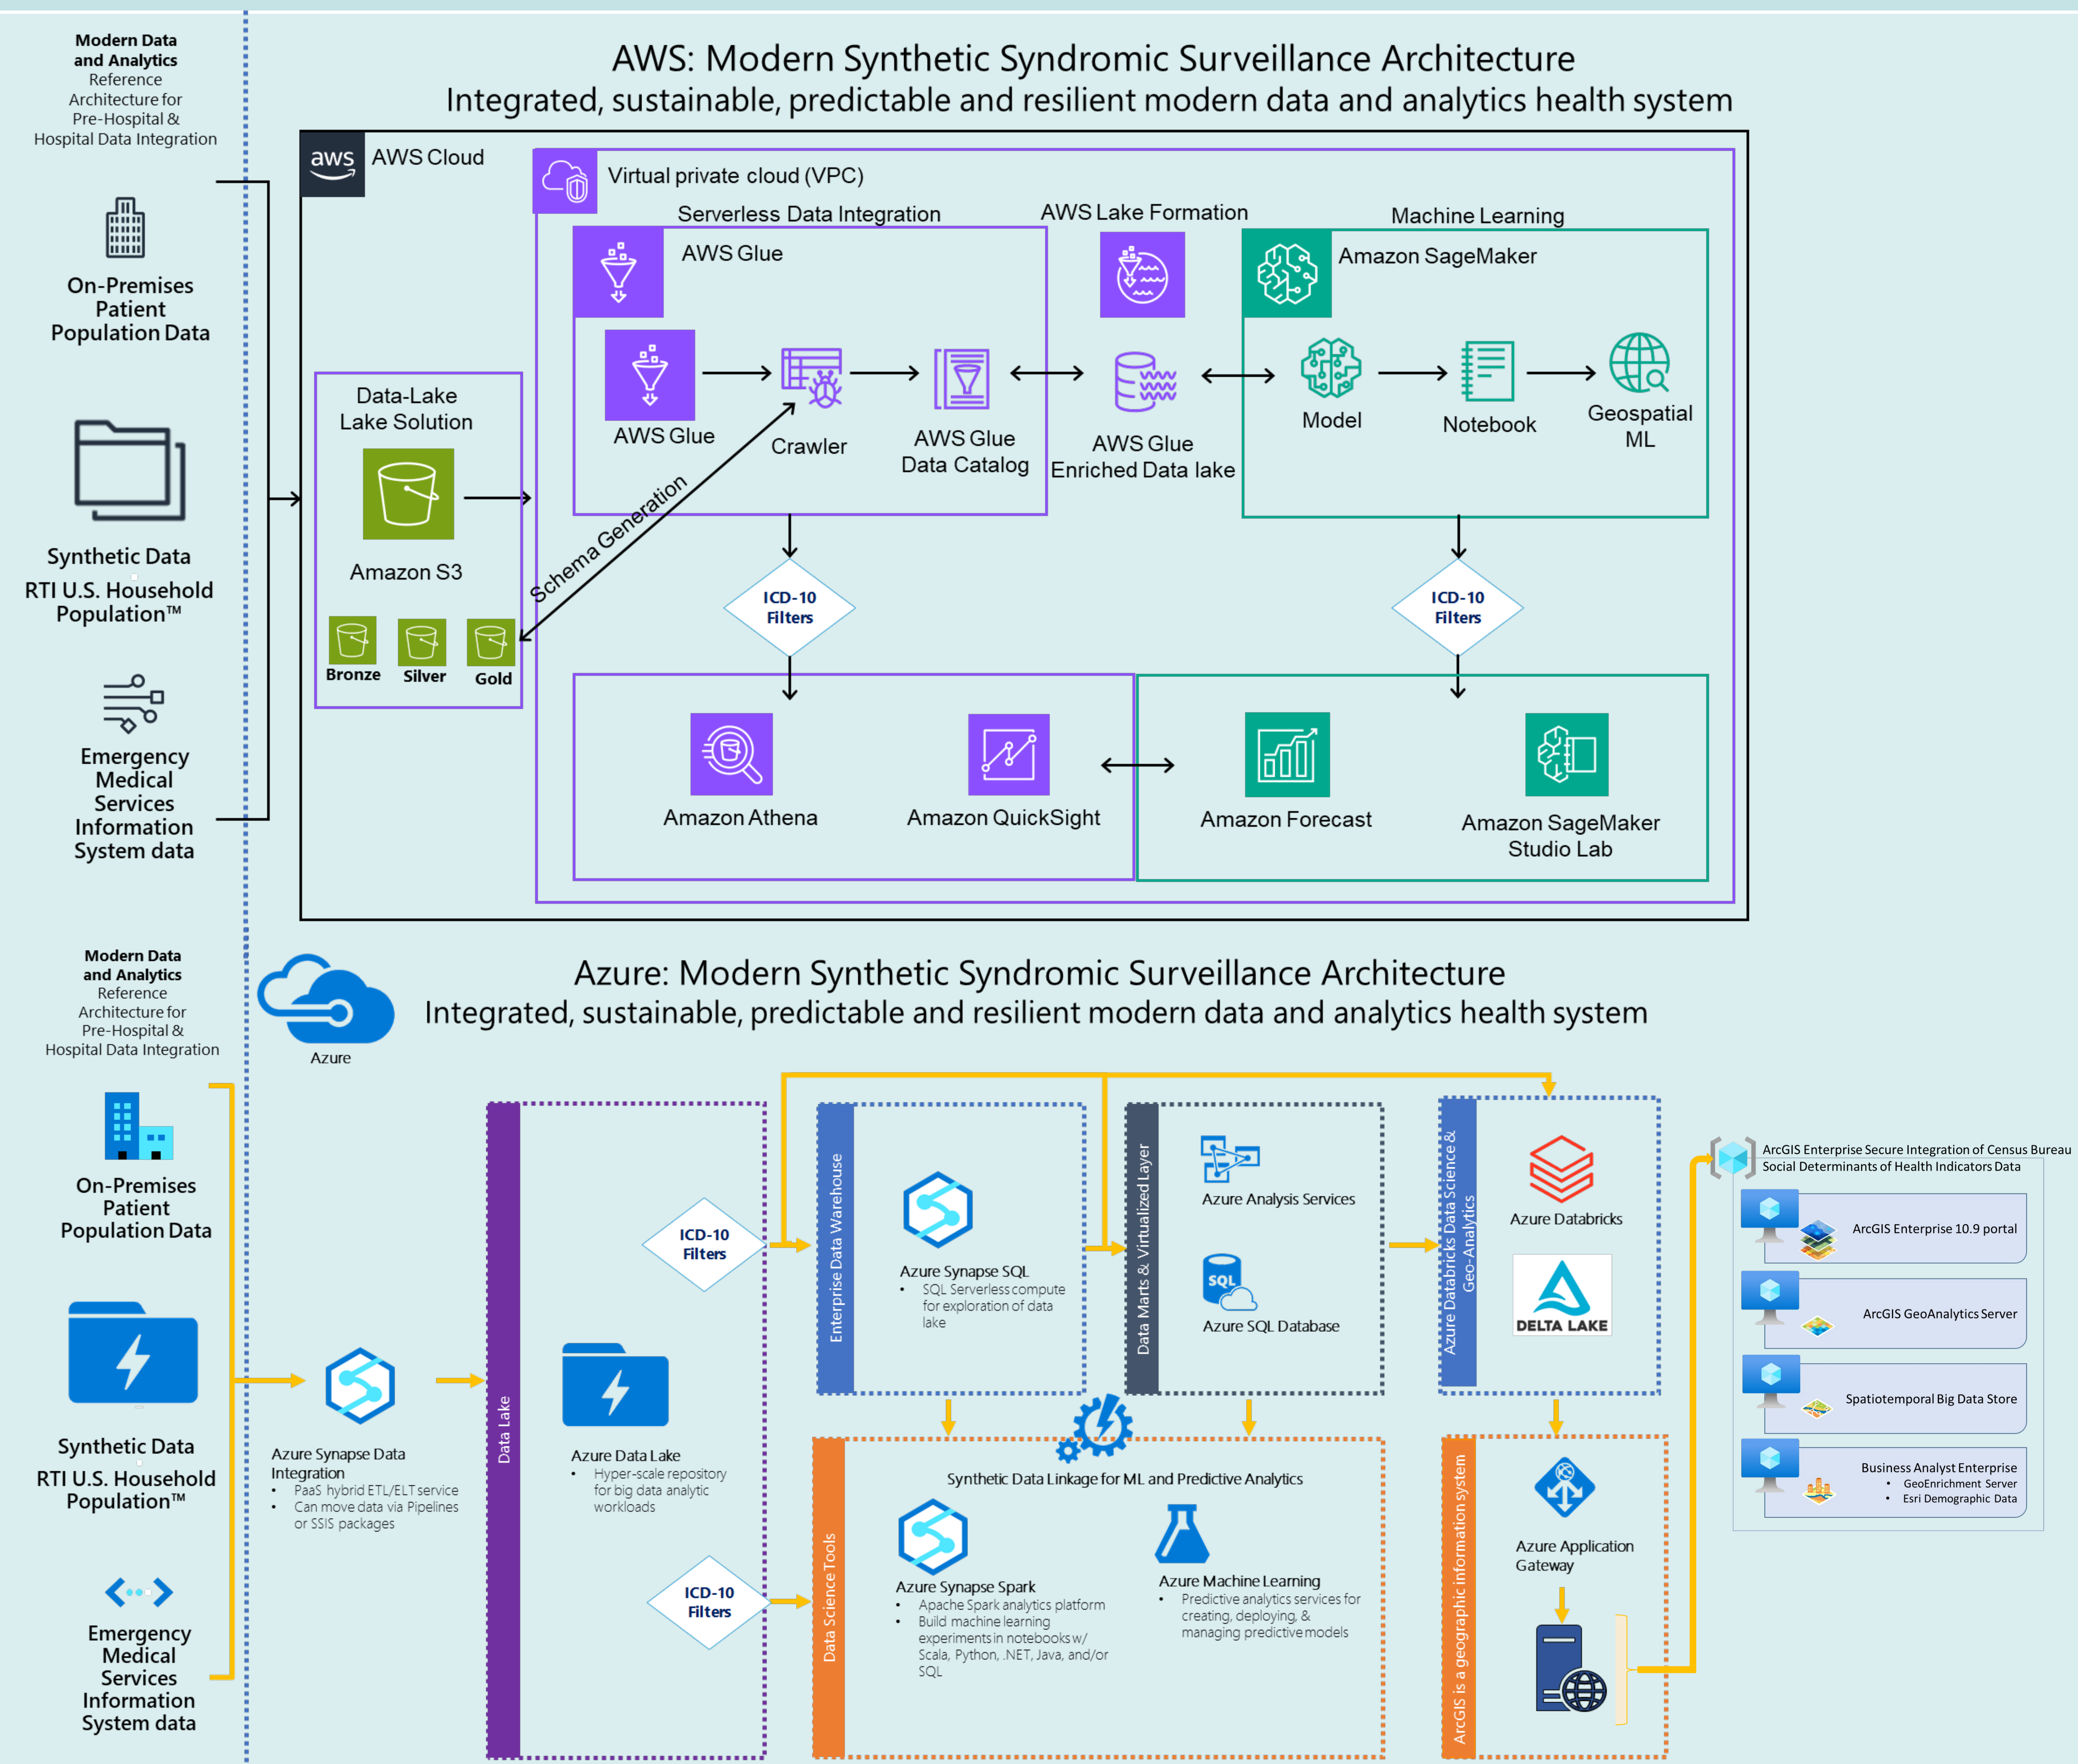 Modern Data
and Analytics
Reference
Architecture for
Pre-Hospital &
Hospital Data Integration
On-Premises
Patient
Population Data
Synthetic Data
RTI U.S. Household
Population™
Emergency
Medical
Services
Information
System data
AWS: Modern Synthetic Syndromic Surveillance Architecture
Integrated, sustainable, predictable and resilient modern data and analytics health system
aws
AWS Cloud
Virtual private cloud (VPC)
Data-Lake
Lake Solution
Amazon S3
Bronze
Silver
Gold
Schema Generation
Serverless Data Integration
AWS Glue
AWS Glue
Crawler
AWS Glue
Data Catalog
AWS Lake Formation
AWS Glue
Enriched Data lake
Machine Learning
Amazon SageMaker
Model
Notebook
Geospatial
ML
ICD-10
Filters
ICD-10
Filters
Amazon Athena
Amazon QuickSight
Amazon Forecast
Amazon SageMaker
Studio Lab
Modern Data
and Analytics
Reference
Architecture for
Pre-Hospital &
Hospital Data Integration
On-Premises
Patient
Population Data
Synthetic Data
RTI U.S. Household
Population™
Emergency
Medical
Services
Information
System data
Azure
Azure: Modern Synthetic Syndromic Surveillance Architecture
Integrated, sustainable, predictable and resilient modern data and analytics health system
Azure Synapse Data
Integration
• PaaS hybrid ETL/ELT service
• Can move data via Pipelines
or SSIS packages
Data Lake
ICD-10
Filters
Azure Data Lake
• Hyper-scale repository
for big data analytic
workloads
ICD-10
Filters
Enterprise Data Warehouse
Azure Synapse SQL
• SQL Serverless compute
for exploration of data
lake
Data Marts & Virtualized Layer
Azure Analysis Services
SQL
Azure SQL Database
Azure Databricks Data Science &
Geo-Analytics
Azure Databricks
DELTA LAKE
Data Science Tools
Synthetic Data Linkage for ML and Predictive Analytics
Azure Synapse Spark
• Apache Spark analytics platform
• Build machine learning
experiments in notebooks w/
Scala, Python, .NET, Java, and/or
SQL
Azure Machine Learning
• Predictive analytics services for
creating, deploying, &
managing predictive models
ArcGIS is a geographic information system
Azure Application
Gateway
ArcGIS Enterprise Secure Integration of Census Bureau
Social Determinants of Health Indicators Data
ArcGIS Enterprise 10.9 portal
ArcGIS GeoAnalytics Server
Spatiotemporal Big Data Store
Business Analyst Enterprise
• GeoEnrichment Server
• Esri Demographic Data